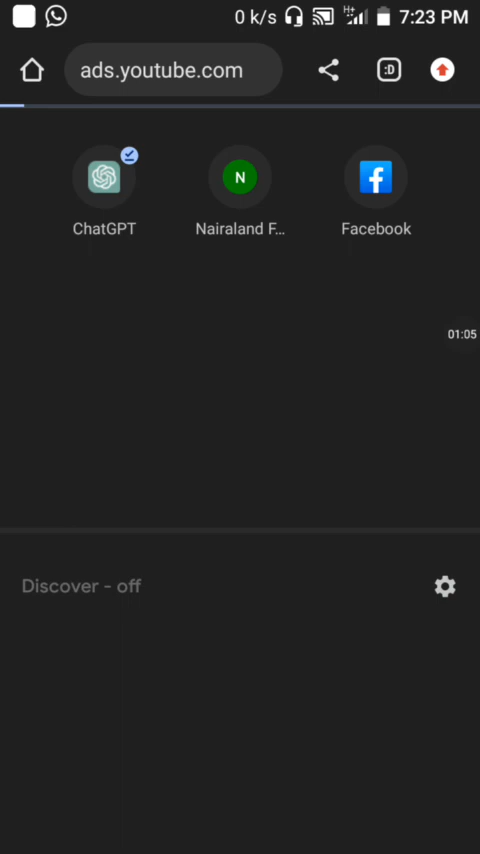 0 k/s H+ 7:23 PM
ads.youtube.com :D
N
ChatGPT Nairaland F... Facebook
01:05
Discover - off